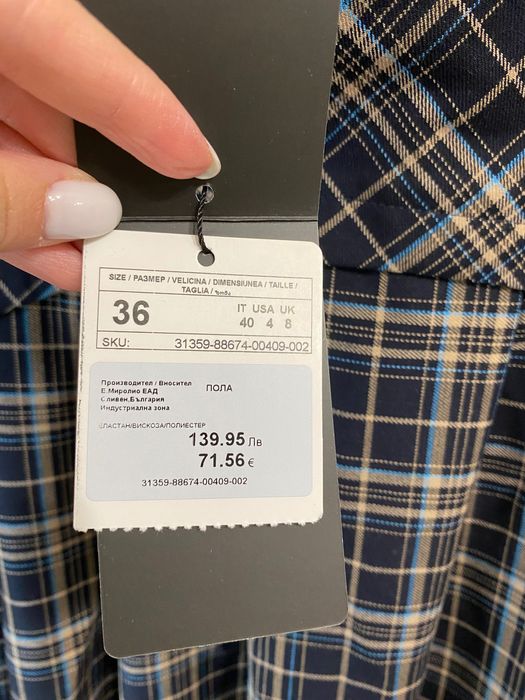 SIZE / РАЗМЕР / VELICINA / DIMENSIUNEA / TAILLE /
TAGLIA / ზომა
36
IT USA UK
40 4 8
SKU: 31359-88674-00409-002
Производител / Вносител ПОЛА
Е.Миролио ЕАД
Сливен,България
Индустриална зона
ЕЛАСТАН/ВИСКОЗА/ПОЛИЕСТЕР
139.95 Лв
71.56 €
31359-88674-00409-002